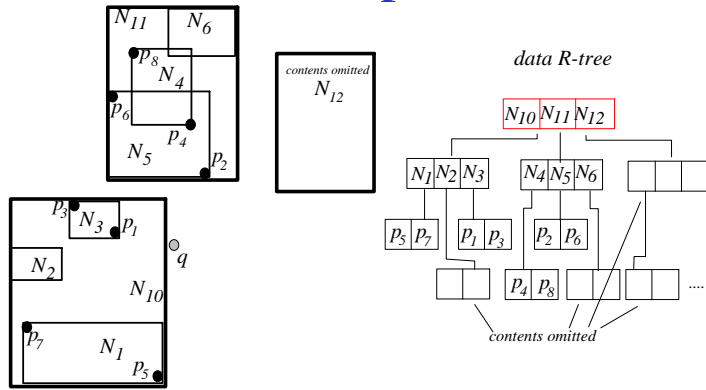 N11
N6
p8
N4
p6
p4
N5
p2
contents omitted
N12
p3
N3
p1
q
N2
N10
p7
N1
p5
data R-tree
N10 N11 N12
N1 N2 N3
N4 N5 N6
p5 p7
p1 p3
p2 p6
p4 p8
....
contents omitted